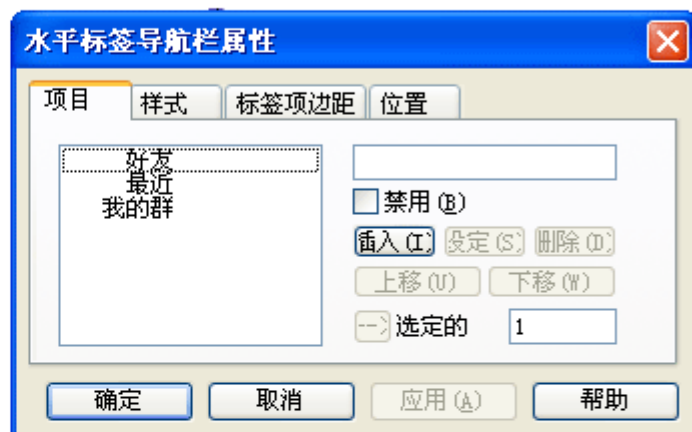 水平标签导航栏属性
项目 样式 标签项边距 位置
好友
最近
我的群
禁用(B)
插入(I) 设定(S) 删除(D)
上移(U) 下移(W)
--> 选定的 1
确定 取消 应用(A) 帮助